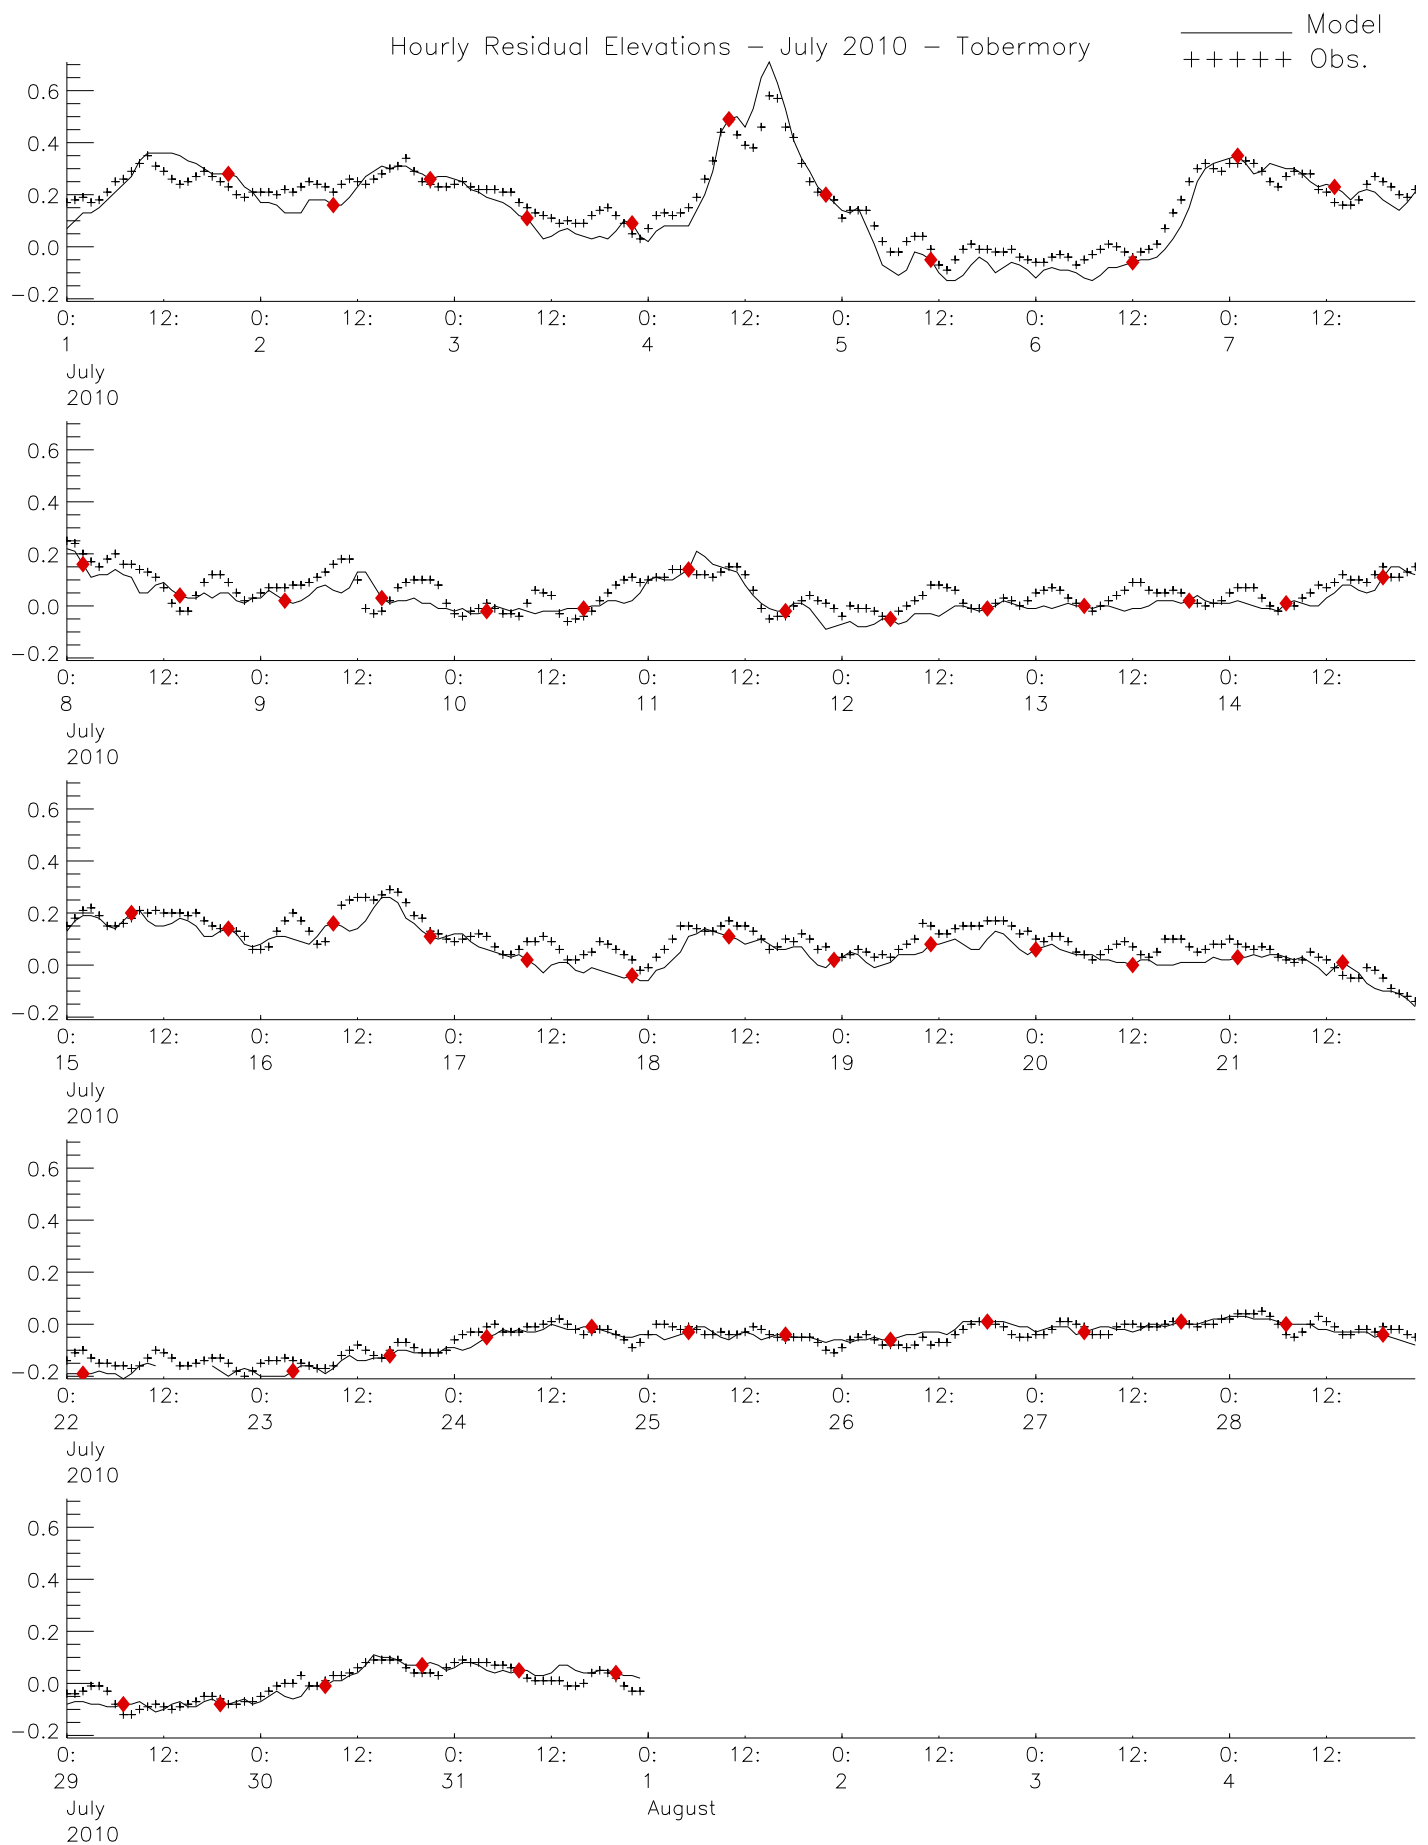 Hourly Residual Elevations − July 2010 − Tobermory
Model
+++++ Obs.
0.6
0.4
0.2
0.0
−0.2
0: 12: 0: 12: 0: 12: 0: 12: 0: 12: 0: 12: 0: 12:
1 2 3 4 5 6 7
July
2010
0.6
0.4
0.2
0.0
−0.2
0: 12: 0: 12: 0: 12: 0: 12: 0: 12: 0: 12: 0: 12:
8 9 10 11 12 13 14
July
2010
0.6
0.4
0.2
0.0
−0.2
0: 12: 0: 12: 0: 12: 0: 12: 0: 12: 0: 12: 0: 12:
15 16 17 18 19 20 21
July
2010
0.6
0.4
0.2
0.0
−0.2
0: 12: 0: 12: 0: 12: 0: 12: 0: 12: 0: 12: 0: 12:
22 23 24 25 26 27 28
July
2010
0.6
0.4
0.2
0.0
−0.2
0: 12: 0: 12: 0: 12: 0: 12: 0: 12: 0: 12: 0: 12:
29 30 31 1 2 3 4
July August
2010